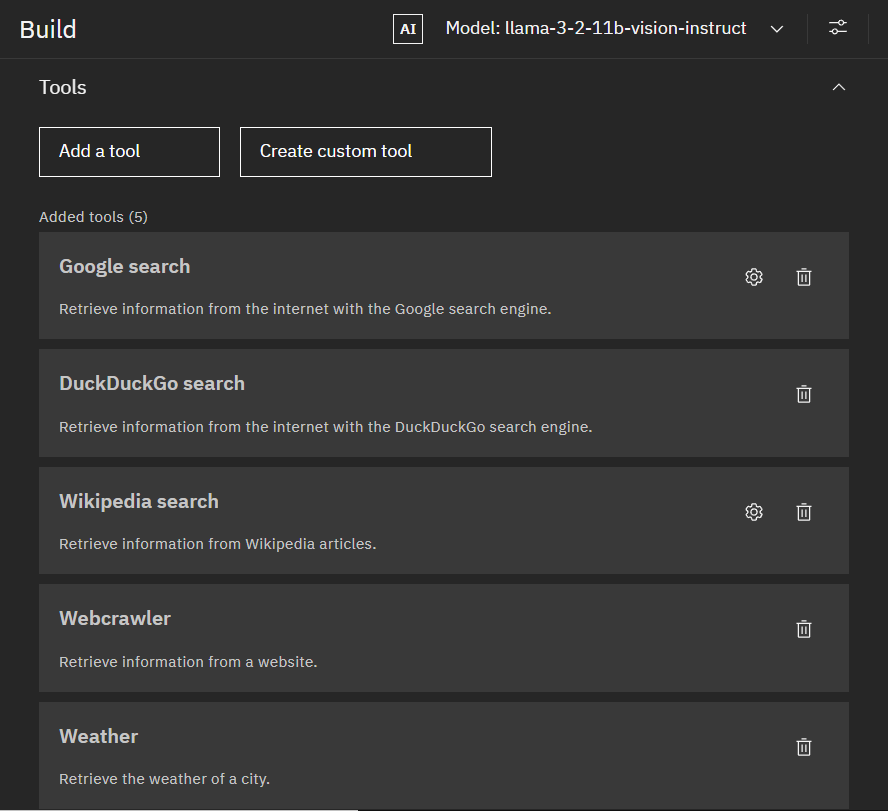 Build
AI
Model: llama-3-2-11b-vision-instruct
Tools
Add a tool
Create custom tool
Added tools (5)
Google search
Retrieve information from the internet with the Google search engine.
DuckDuckGo search
Retrieve information from the internet with the DuckDuckGo search engine.
Wikipedia search
Retrieve information from Wikipedia articles.
Webcrawler
Retrieve information from a website.
Weather
Retrieve the weather of a city.